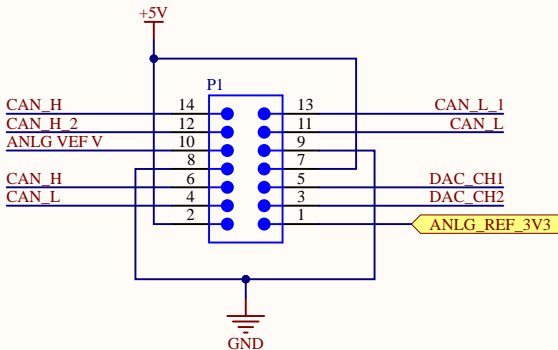 +5V
P1
CAN_H 14 13 CAN_L_1
CAN_H_2 12 11 CAN_L
ANLG VEF V 10 9
8 7
CAN_H 6 5 DAC_CH1
CAN_L 4 3 DAC_CH2
2 1 ANLG_REF_3V3
GND